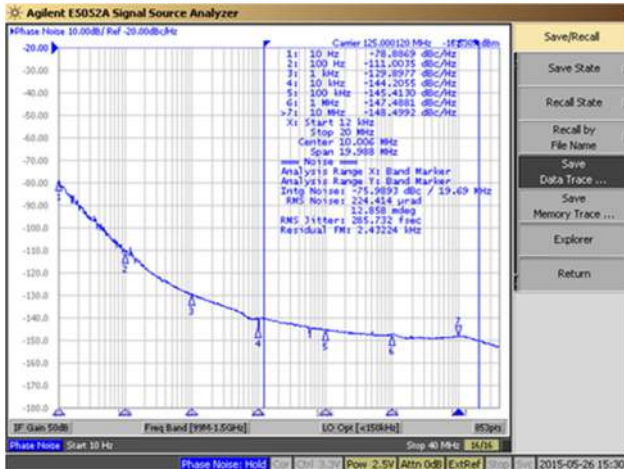 Agilent E5052A Signal Source Analyzer
Phase Noise 10.00dB/ Ref -20.00dBc/Hz
Carrier 125.000120 MHz
1: 10 Hz -78.8869 dBc/Hz
2: 100 Hz -111.0035 dBc/Hz
3: 1 kHz -129.8977 dBc/Hz
4: 10 kHz -144.2055 dBc/Hz
5: 100 kHz -145.4130 dBc/Hz
6: 1 MHz -147.4881 dBc/Hz
>7: 10 MHz -148.4992 dBc/Hz
X: Start 12 kHz
Stop 20 MHz
Center 10.006 MHz
Span 19.988 MHz
=== Noise ===
Analysis Range X: Band Marker
Analysis Range Y: Band Marker
Intg Noise: -75.9893 dBc / 19.69 MHz
RMS Noise: 224.414 µrad
12.858 mdeg
RMS Jitter: 285.732 fsec
Residual FM: 2.43224 kHz
-20.00
-30.00
-40.00
-50.00
-60.00
-70.00
-80.00
-90.00
-100.0
-110.0
-120.0
-130.0
-140.0
-150.0
-160.0
-170.0
-180.0
1
2
3
4
5
6
7
IF Gain 50dB
Freq Band [99M-1.5GHz]
LO Opt [<150kHz]
853pts
Phase Noise Start 10 Hz
Stop 40 MHz
16/16
Phase Noise: Hold
Cor
Ctrl 3.3V
Pow 2.5V
Attn 0dB
ExtRef
Stop
Svc
2015-05-26 15:30
Save/Recall
Save State
Recall State
Recall by
File Name
Save
Data Trace ...
Save
Memory Trace ...
Explorer
Return